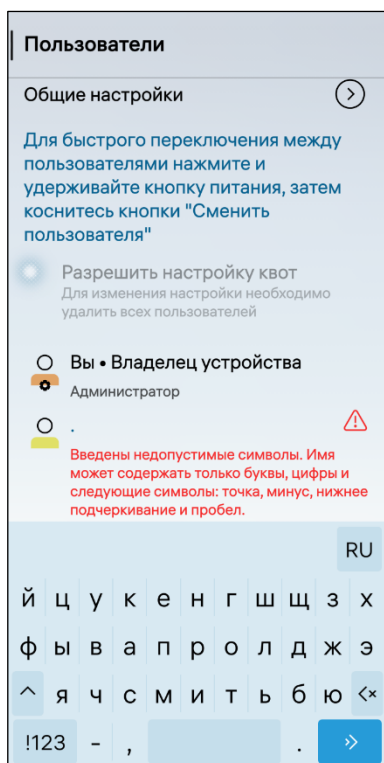 Пользователи
Общие настройки
Для быстрого переключения между
пользователями нажмите и
удерживайте кнопку питания, затем
коснитесь кнопки "Сменить
пользователя"
Разрешить настройку квот
Для изменения настройки необходимо
удалить всех пользователей
Вы • Владелец устройства
Администратор
.
Введены недопустимые символы. Имя
может содержать только буквы, цифры и
следующие символы: точка, минус, нижнее
подчеркивание и пробел.
RU
й ц у к е н г ш щ з х
ф ы в а п р о л д ж э
я ч с м и т ь б ю
!123 - , .